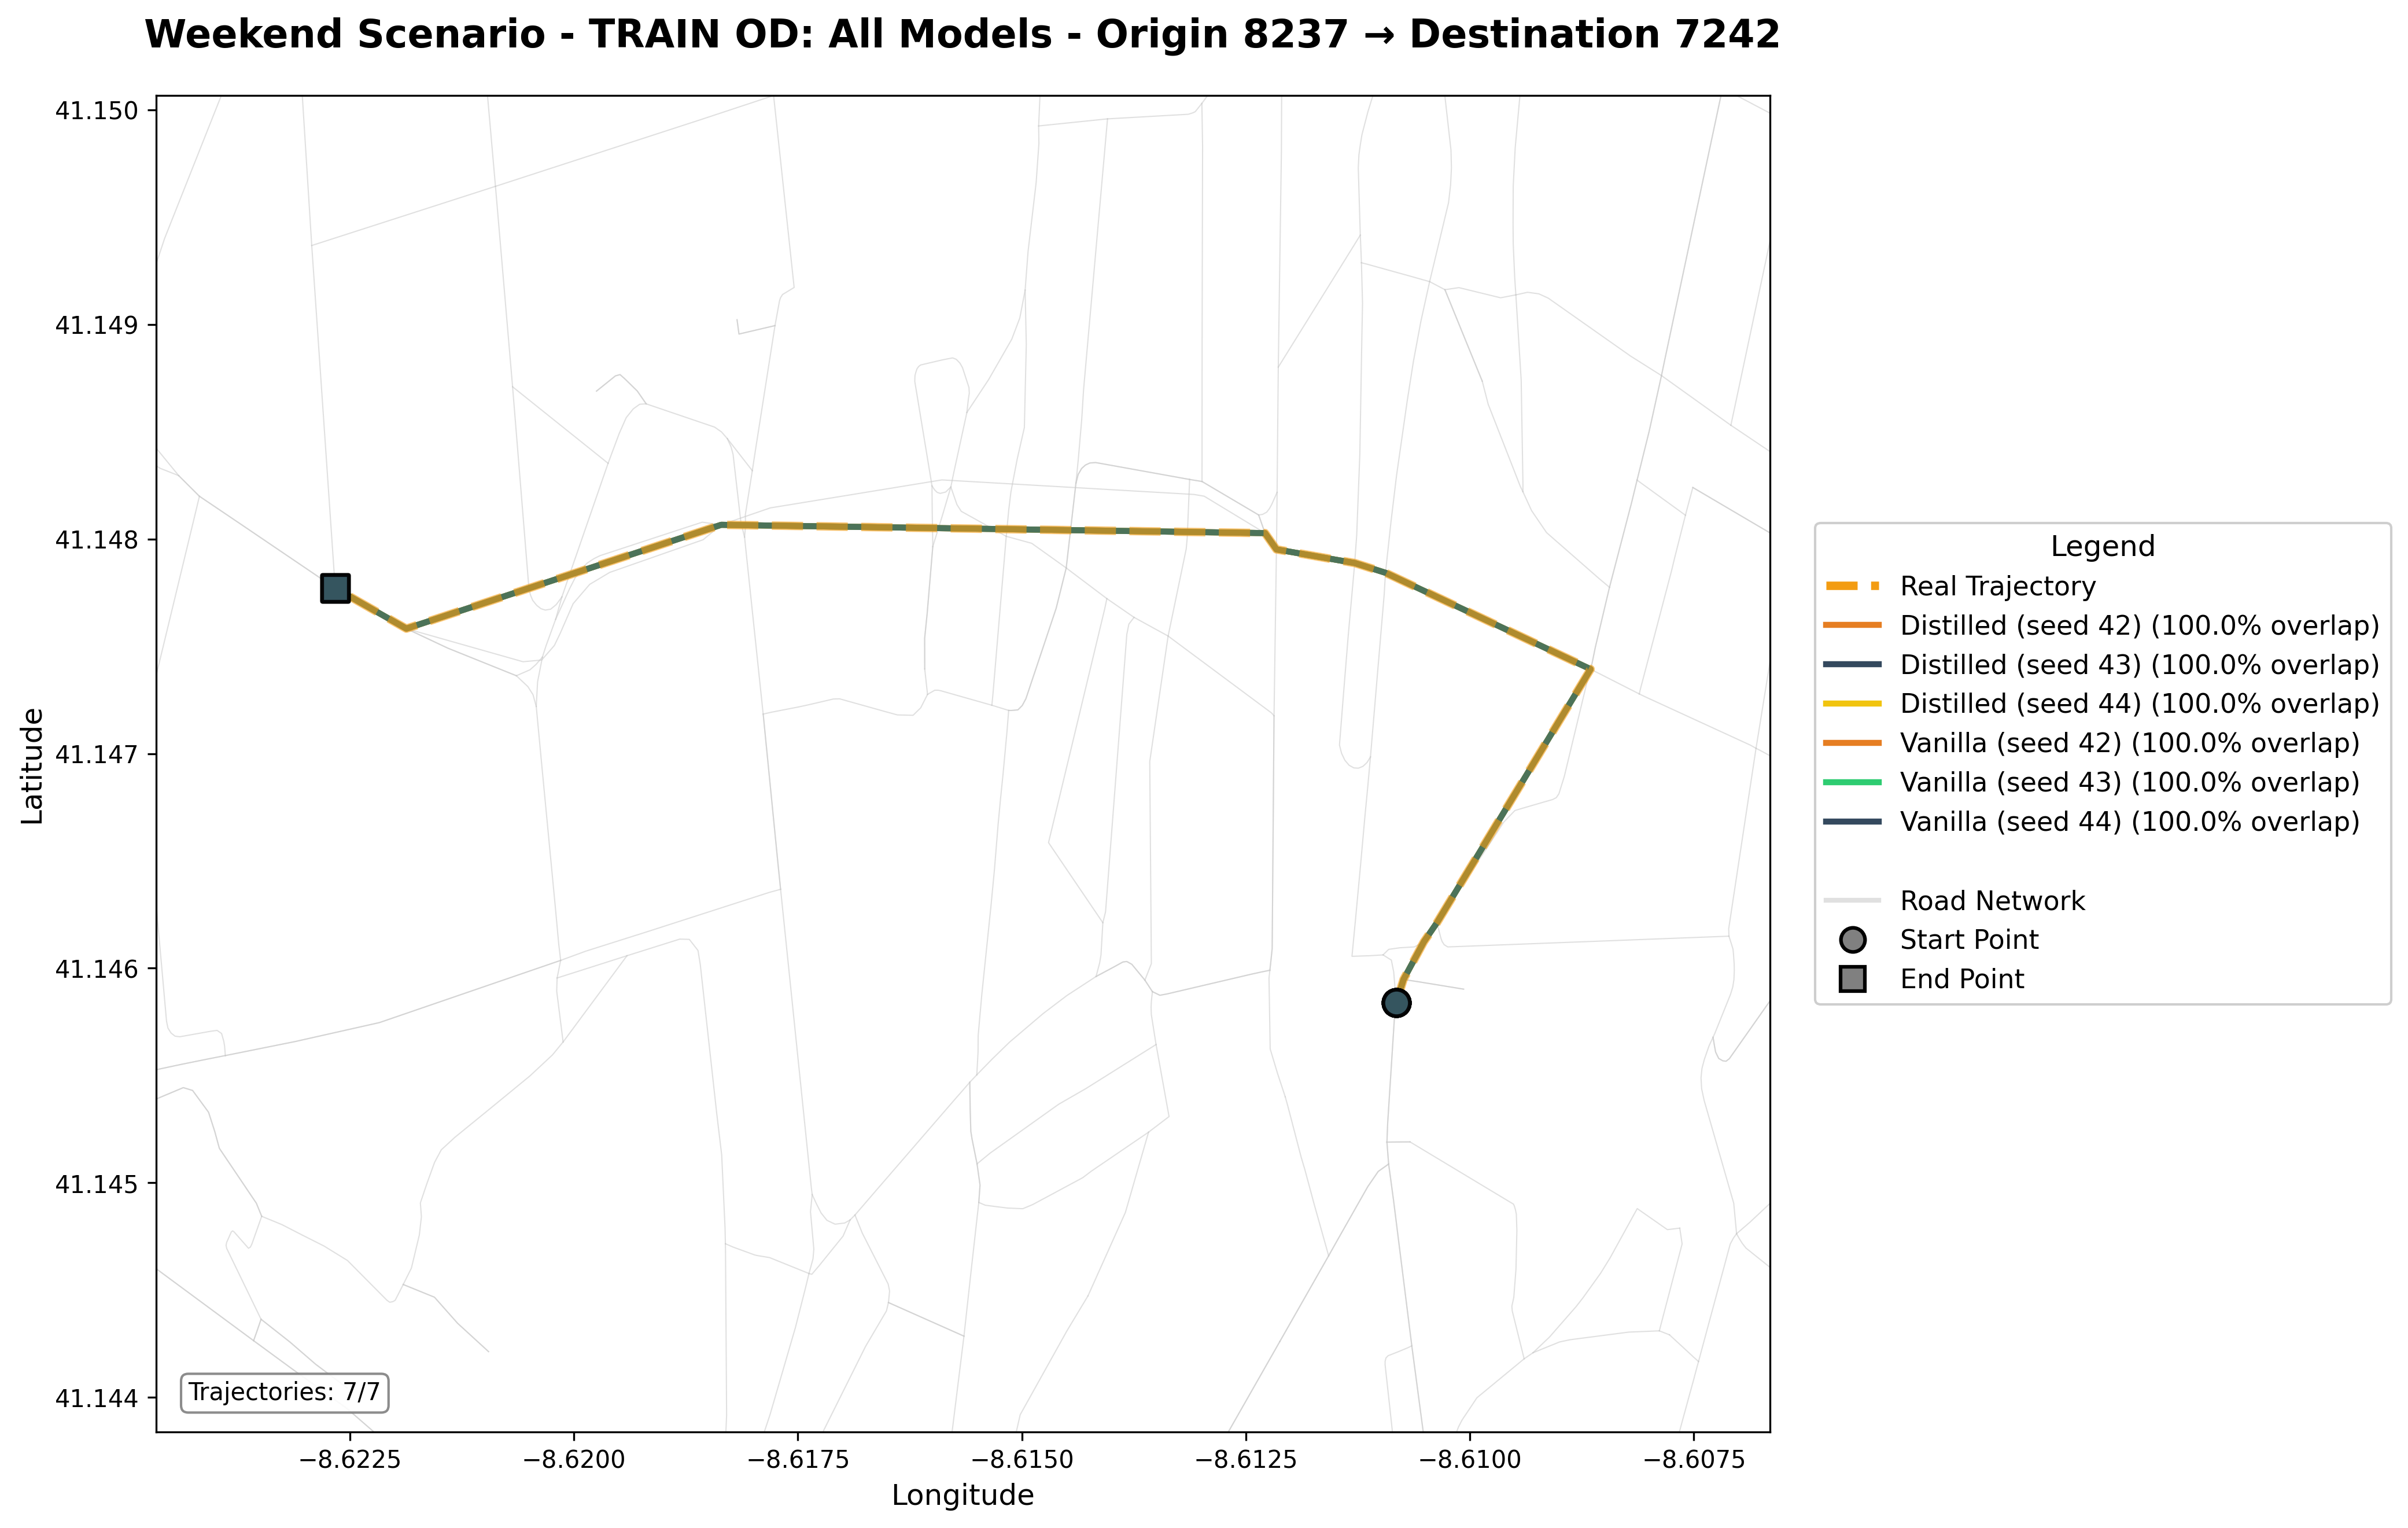 Weekend Scenario - TRAIN OD: All Models - Origin 8237 → Destination 7242
41.150
41.149
41.148
41.147
41.146
41.145
41.144
Latitude
−8.6225
−8.6200
−8.6175
−8.6150
−8.6125
−8.6100
−8.6075
Longitude
Trajectories: 7/7
Legend
Real Trajectory
Distilled (seed 42) (100.0% overlap)
Distilled (seed 43) (100.0% overlap)
Distilled (seed 44) (100.0% overlap)
Vanilla (seed 42) (100.0% overlap)
Vanilla (seed 43) (100.0% overlap)
Vanilla (seed 44) (100.0% overlap)
Road Network
Start Point
End Point